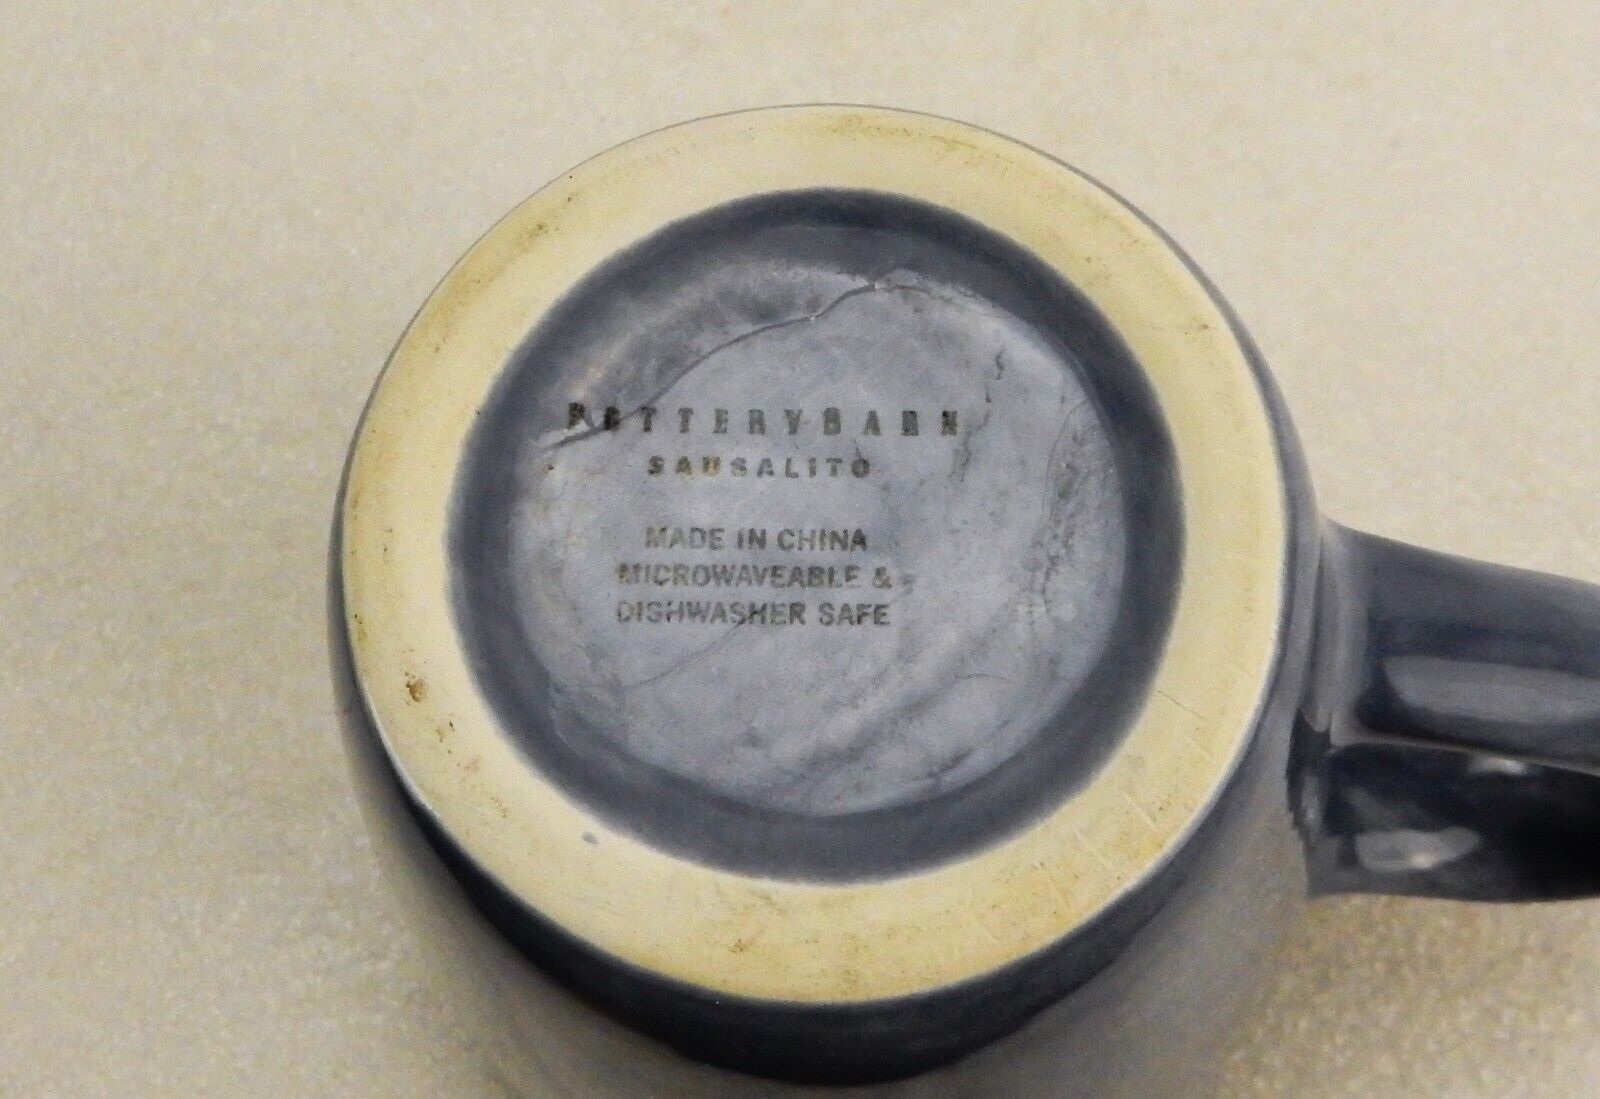 POTTERYBARN
SAUSALITO
MADE IN CHINA
MICROWAVEABLE &
DISHWASHER SAFE